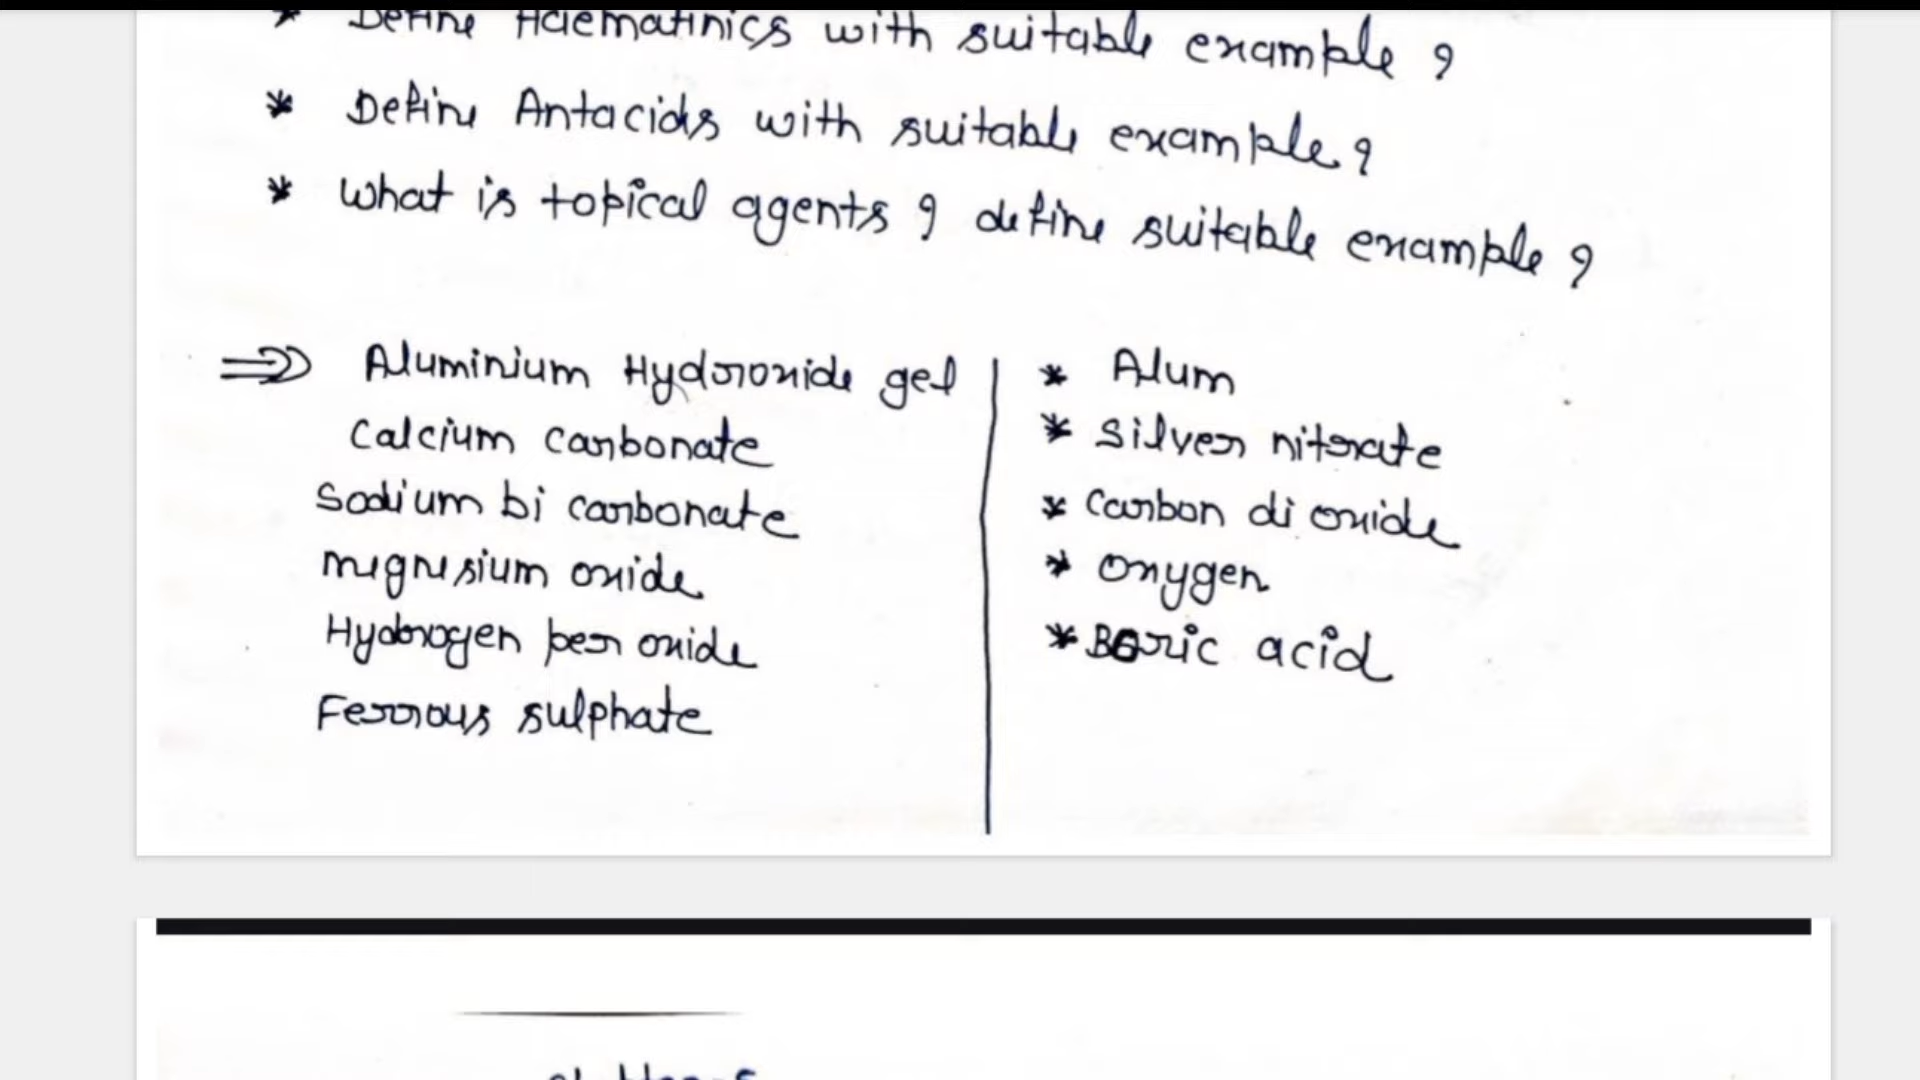 * Define Haematinics with suitable example ?
* Define Antacids with suitable example ?
* What is topical agents ? define suitable example ?
⇒ Aluminium Hydroxide gel
Calcium carbonate
Sodium bi carbonate
Megnesium oxide
Hydrogen per oxide
Ferrous sulphate
* Alum
* Silver nitrate
* Carbon di oxide
* Oxygen
* Boric acid